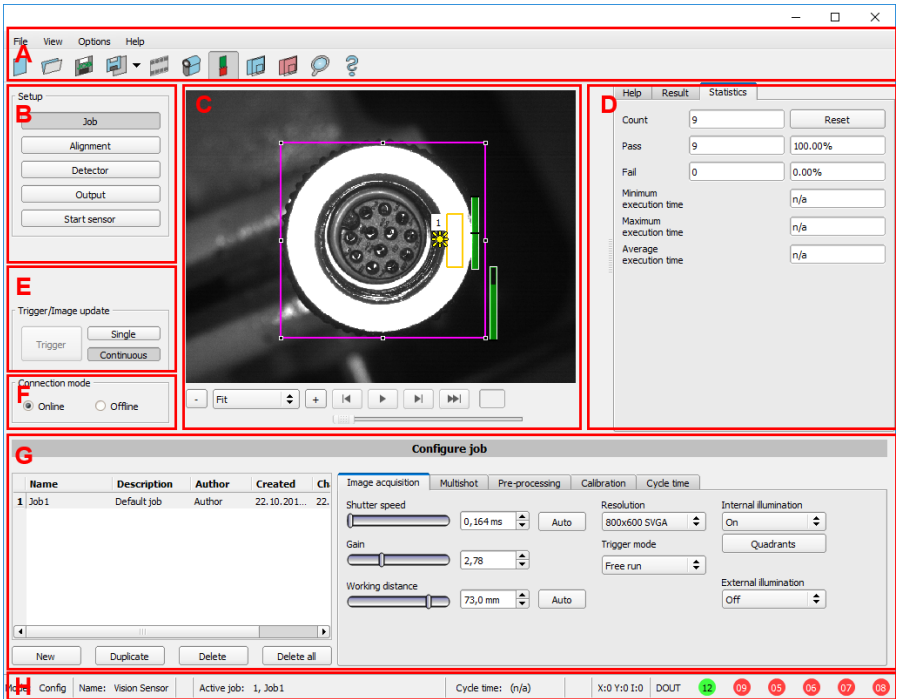 File View Options Help
A
Setup
B
Job
Alignment
Detector
Output
Start sensor
C
1
- Fit +
D
Help Result Statistics
Count 9 Reset
Pass 9 100.00%
Fail 0 0.00%
Minimum
execution time n/a
Maximum
execution time n/a
Average
execution time n/a
E
Trigger/Image update
Trigger
Single
Continuous
Connection mode
F
Online Offline
G
Configure job
Name Description Author Created Ch
1 Job1 Default job Author 22.10.201... 22.
New Duplicate Delete Delete all
Image acquisition Multishot Pre-processing Calibration Cycle time
Shutter speed
0,164 ms Auto
Gain
2,78
Working distance
73,0 mm Auto
Resolution
800x600 SVGA
Trigger mode
Free run
Internal illumination
On
Quadrants
External illumination
Off
H
Mode: Config Name: Vision Sensor Active job: 1, Job1 Cycle time: (n/a) X:0 Y:0 I:0 DOUT 12 09 05 06 07 08